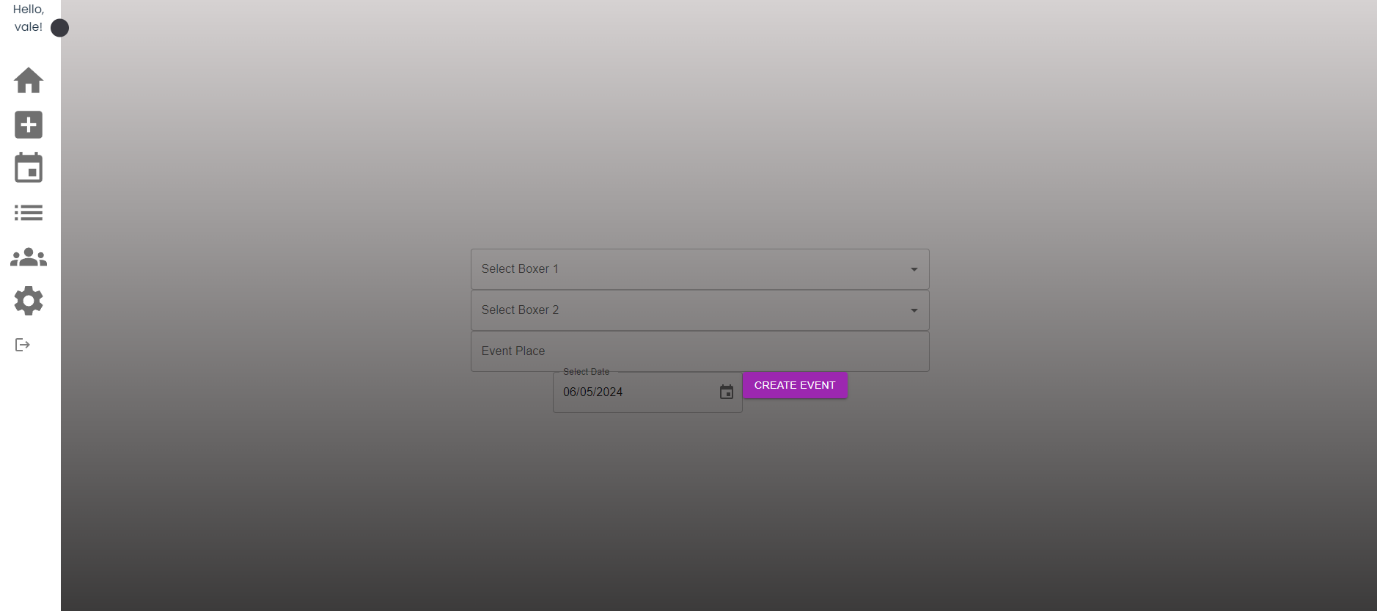 Hello,
vale!
Select Boxer 1
Select Boxer 2
Event Place
Select Date
06/05/2024
CREATE EVENT